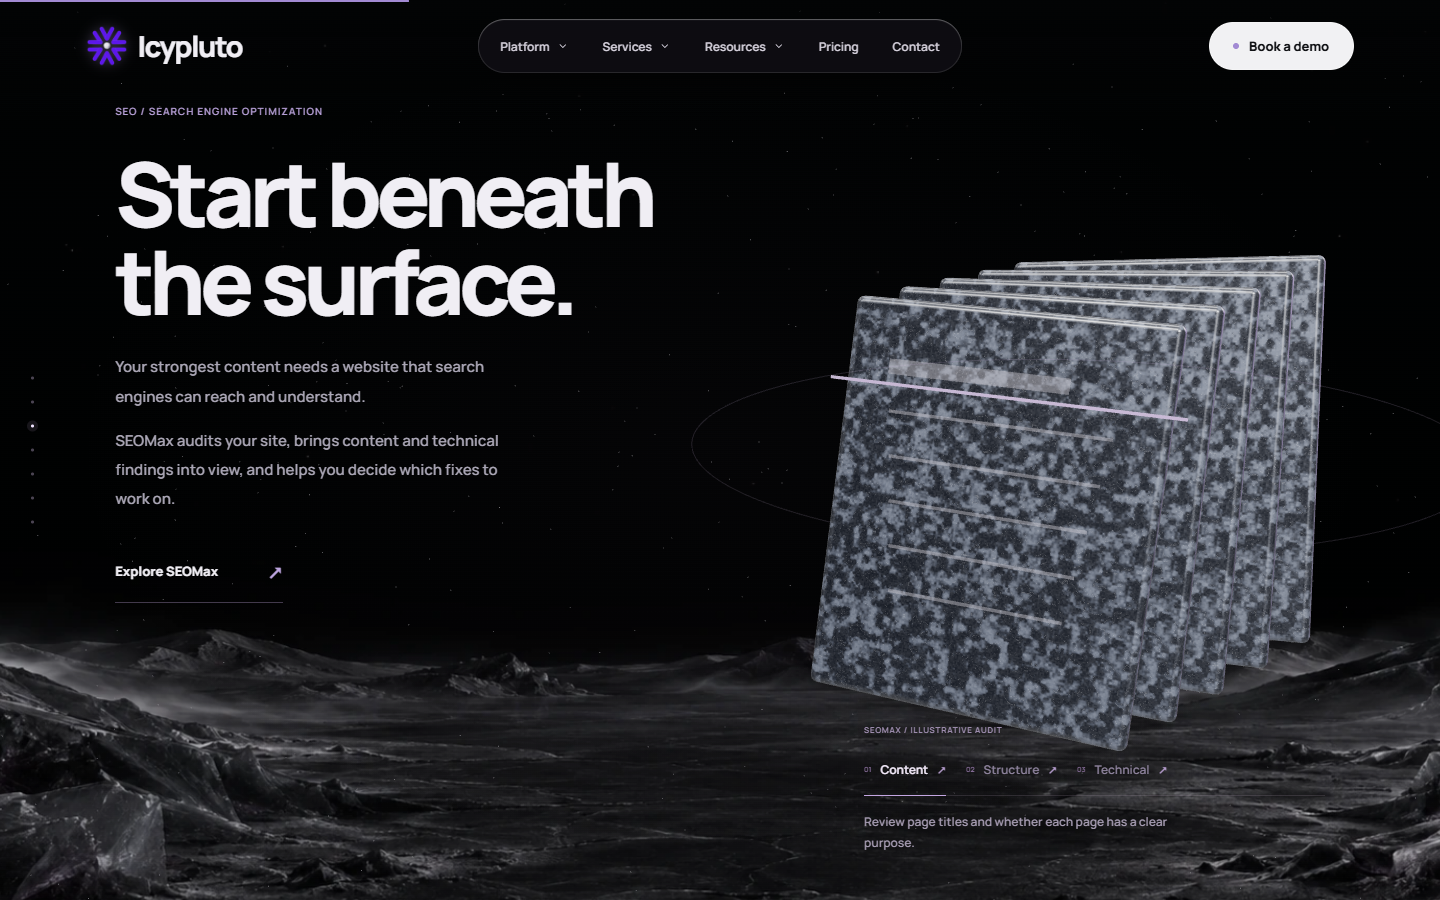 Icypluto
Platform Services Resources Pricing Contact
Book a demo
SEO / SEARCH ENGINE OPTIMIZATION
Start beneath
the surface.
Your strongest content needs a website that search
engines can reach and understand.
SEOMax audits your site, brings content and technical
findings into view, and helps you decide which fixes to
work on.
Explore SEOMax ↗
SEOMAX / ILLUSTRATIVE AUDIT
01 Content ↗ 02 Structure ↗ 03 Technical ↗
Review page titles and whether each page has a clear
purpose.